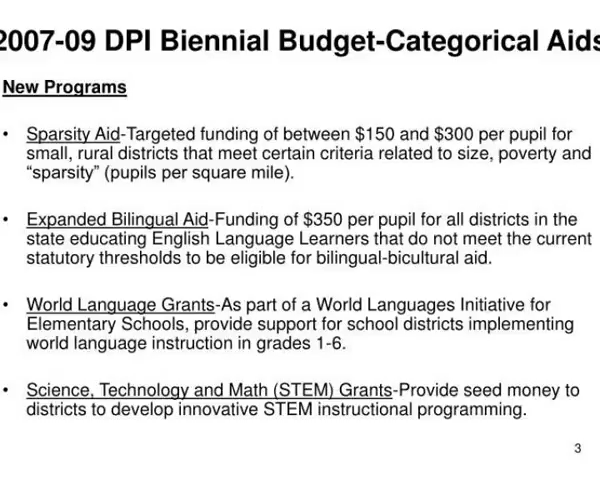 2007-09 DPI Biennial Budget-Categorical Aids
New Programs
• Sparsity Aid-Targeted funding of between $150 and $300 per pupil for
small, rural districts that meet certain criteria related to size, poverty and
“sparsity” (pupils per square mile).
• Expanded Bilingual Aid-Funding of $350 per pupil for all districts in the
state educating English Language Learners that do not meet the current
statutory thresholds to be eligible for bilingual-bicultural aid.
• World Language Grants-As part of a World Languages Initiative for
Elementary Schools, provide support for school districts implementing
world language instruction in grades 1-6.
• Science, Technology and Math (STEM) Grants-Provide seed money to
districts to develop innovative STEM instructional programming.
3